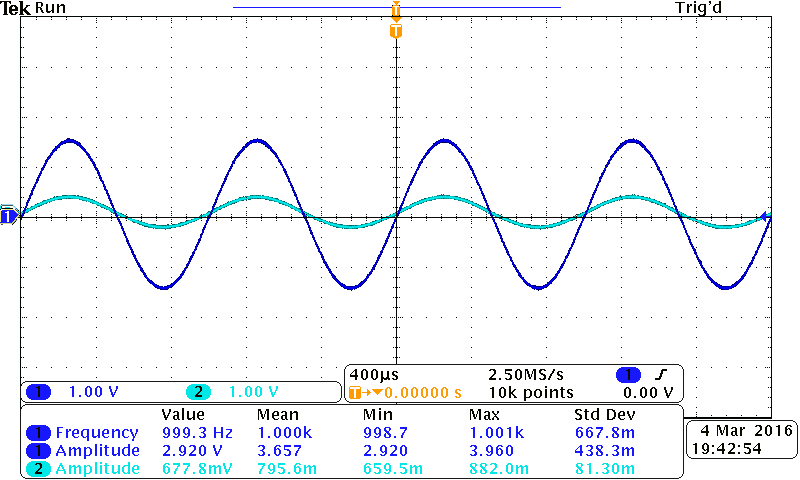 Tek Run Trig'd
T
T
1
400µs 2.50MS/s 1
1 1.00 V 2 1.00 V T→▼0.00000 s 10k points 0.00 V
Value Mean Min Max Std Dev
1 Frequency 999.3 Hz 1.000k 998.7 1.001k 667.8m
1 Amplitude 2.920 V 3.657 2.920 3.960 438.3m
2 Amplitude 677.8mV 795.6m 659.5m 882.0m 81.30m
4 Mar 2016
19:42:54